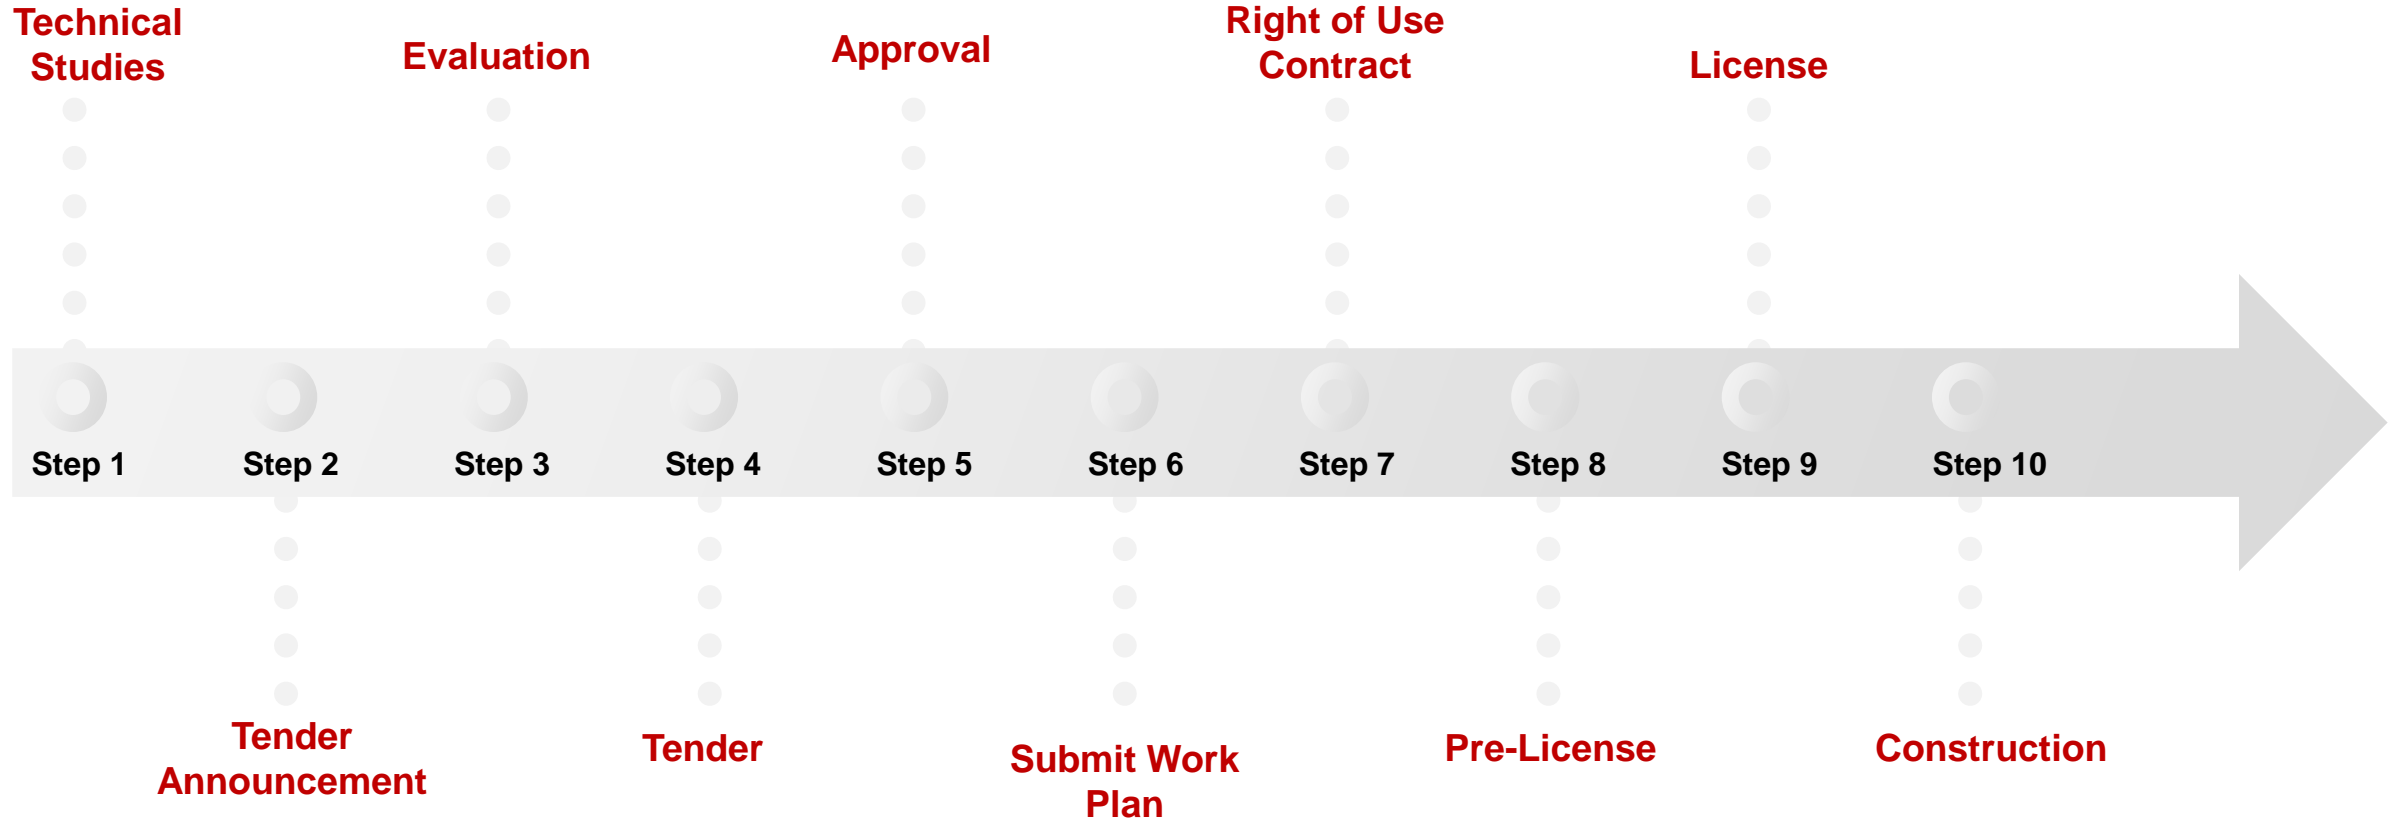 Technical
Studies
Evaluation
Approval
Right of Use
Contract
License
Step 1
Step 2
Step 3
Step 4
Step 5
Step 6
Step 7
Step 8
Step 9
Step 10
Tender
Announcement
Tender
Submit Work
Plan
Pre-License
Construction